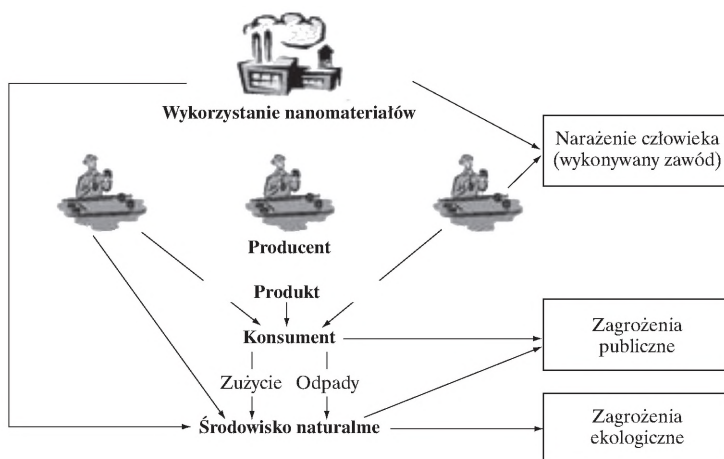 Wykorzystanie nanomateriałów
Narażenie człowieka
(wykonywany zawód)
Producent
Produkt
Konsument
Zagrożenia
publiczne
Zużycie Odpady
Środowisko naturalme
Zagrożenia
ekologiczne